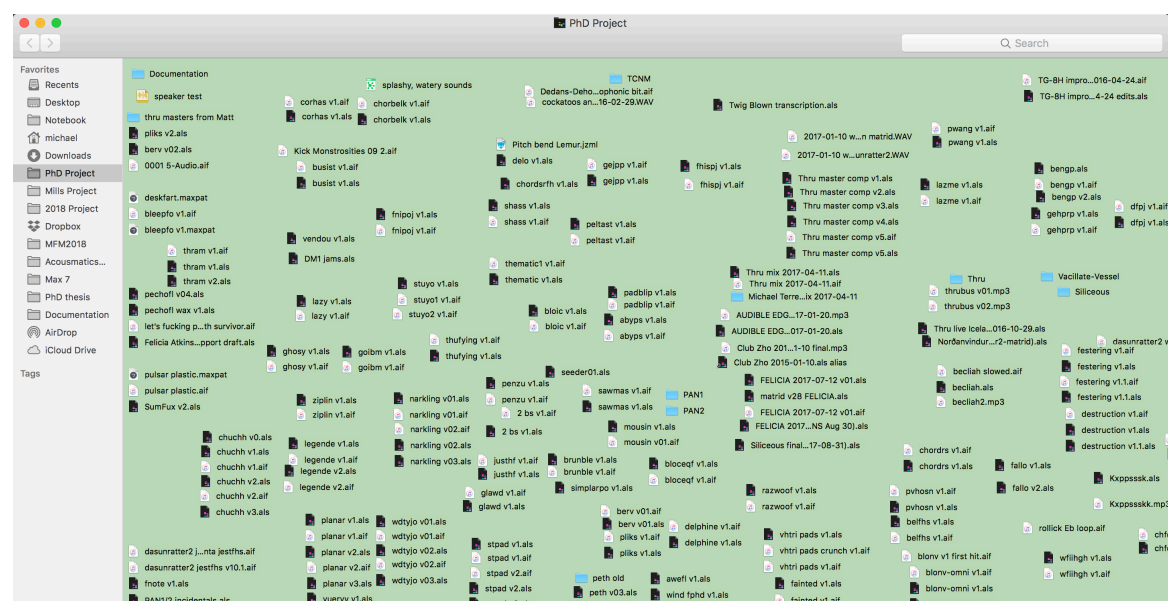 PhD Project
Search
Favorites
Recents
Desktop
Notebook
michael
Downloads
PhD Project
Mills Project
2018 Project
Dropbox
MFM2018
Acousmatics...
Max 7
PhD thesis
Documentation
AirDrop
iCloud Drive
Tags
Documentation
speaker test
thru masters from Matt
pliks v2.als
berv v02.als
0001 5-Audio.aif
deskfart.maxpat
bleepfo v1.aif
bleepfo v1.maxpat
thram v1.aif
thram v1.als
thram v2.als
pechofl v04.als
pechofl wax v1.als
let's fucking p...th survivor.aif
Felicia Atkins...pport draft.als
pulsar plastic.maxpat
pulsar plastic.aif
SumFux v2.als
chuchh v0.als
chuchh v1.als
chuchh v1.aif
chuchh v2.als
chuchh v2.aif
chuchh v3.als
dasunratter2 j...nta jestfhs.aif
dasunratter2 jestfhs v10.1.aif
fnote v1.als
PAN1/2 incidentals.als
splashy, watery sounds
corhas v1.aif
corhas v1.als
chorbelk v1.aif
chorbelk v1.als
Kick Monstrosities 09 2.aif
busist v1.aif
busist v1.als
fnipoj v1.als
fnipoj v1.aif
vendou v1.als
DM1 jams.als
stuyo v1.als
stuyo1 v1.aif
stuyo2 v1.aif
lazy v1.als
lazy v1.aif
thufying v1.aif
thufying v1.als
ghosy v1.als
ghosy v1.aif
goibm v1.als
goibm v1.aif
ziplin v1.als
ziplin v1.aif
narkling v01.als
narkling v01.aif
narkling v02.aif
narkling v02.als
narkling v03.als
legende v1.als
legende v1.aif
legende v2.als
legende v2.aif
planar v1.als
planar v1.aif
planar v2.als
planar v2.aif
planar v3.als
yueryy v1.als
wdtyjo v01.als
wdtyjo v01.aif
wdtyjo v02.als
wdtyjo v02.aif
wdtyjo v03.als
TCNM
Dedans-Deho...ophonic bit.aif
cockatoos an...16-02-29.WAV
Pitch bend Lemur.jzml
delo v1.als
chordsrfh v1.als
gejpp v1.aif
gejpp v1.als
shass v1.als
shass v1.aif
peltast v1.als
peltast v1.aif
thematic1 v1.aif
thematic v1.als
bloic v1.als
bloic v1.aif
padblip v1.als
padblip v1.aif
abyps v1.als
abyps v1.aif
seeder01.als
penzu v1.als
penzu v1.aif
2 bs v1.aif
2 bs v1.als
sawmas v1.aif
sawmas v1.als
PAN1
PAN2
mousin v1.als
mousin v01.aif
justhf v1.aif
justhf v1.als
brunble v1.als
brunble v1.aif
simplarpo v1.als
bloceqf v1.als
bloceqf v1.aif
glawd v1.aif
glawd v1.als
berv v01.aif
berv v01.als
pliks v1.aif
pliks v1.als
delphine v1.aif
delphine v1.als
stpad v1.als
stpad v1.aif
stpad v2.aif
stpad v2.als
peth old
peth v03.als
awefi v1.als
wind fphd v1.als
Twig Blown transcription.als
fhispj v1.als
fhispj v1.aif
2017-01-10 w...n matrid.WAV
2017-01-10 w...unratter2.WAV
Thru master comp v1.als
Thru master comp v2.als
Thru master comp v3.als
Thru master comp v4.als
Thru master comp v5.aif
Thru master comp v5.als
Thru mix 2017-04-11.als
Thru mix 2017-04-11.aif
Michael Terre...ix 2017-04-11
AUDIBLE EDG...017-01-20.mp3
AUDIBLE EDG...017-01-20.als
Club Zho 201...1-10 final.mp3
Club Zho 2015-01-10.als alias
FELICIA 2017-07-12 v01.als
matrid v28 FELICIA.als
FELICIA 2017-07-12 v01.aif
FELICIA 2017...NS Aug 30).als
Siliceous final...17-08-31).als
razwoof v1.als
razwoof v1.aif
vhtri pads v1.als
vhtri pads crunch v1.aif
vhtri pads v1.aif
fainted v1.als
fainted v1.aif
TG-8H impro...016-04-24.aif
TG-8H impro...4-24 edits.als
pwang v1.aif
pwang v1.als
lazme v1.als
lazme v1.aif
bengp.als
bengp v1.aif
bengp v2.als
gehprp v1.als
gehprp v1.aif
dfpj v1.aif
dfpj v1.als
Thru
thrubus v01.mp3
thrubus v02.mp3
Vacillate-Vessel
Siliceous
Thru live Icela...016-10-29.als
Norðanvindur...r2-matrid).als
dasunratter2 v
festering v1.aif
festering v1.als
festering v1.1.aif
festering v1.1.als
becliah slowed.aif
becliah.als
becliah2.mp3
destruction v1.aif
destruction v1.als
destruction v1.1.als
chordrs v1.aif
chordrs v1.als
fallo v1.als
fallo v2.als
Kxppsssk.als
Kxppssskk.mp3
pvhosn v1.aif
pvhosn v1.als
belfhs v1.als
belfhs v1.aif
rollick Eb loop.aif
chfo
chfo
blonv v1 first hit.aif
blonv-omni v1.aif
blonv-omni v1.als
wfiihgh v1.als
wfiihgh v1.aif